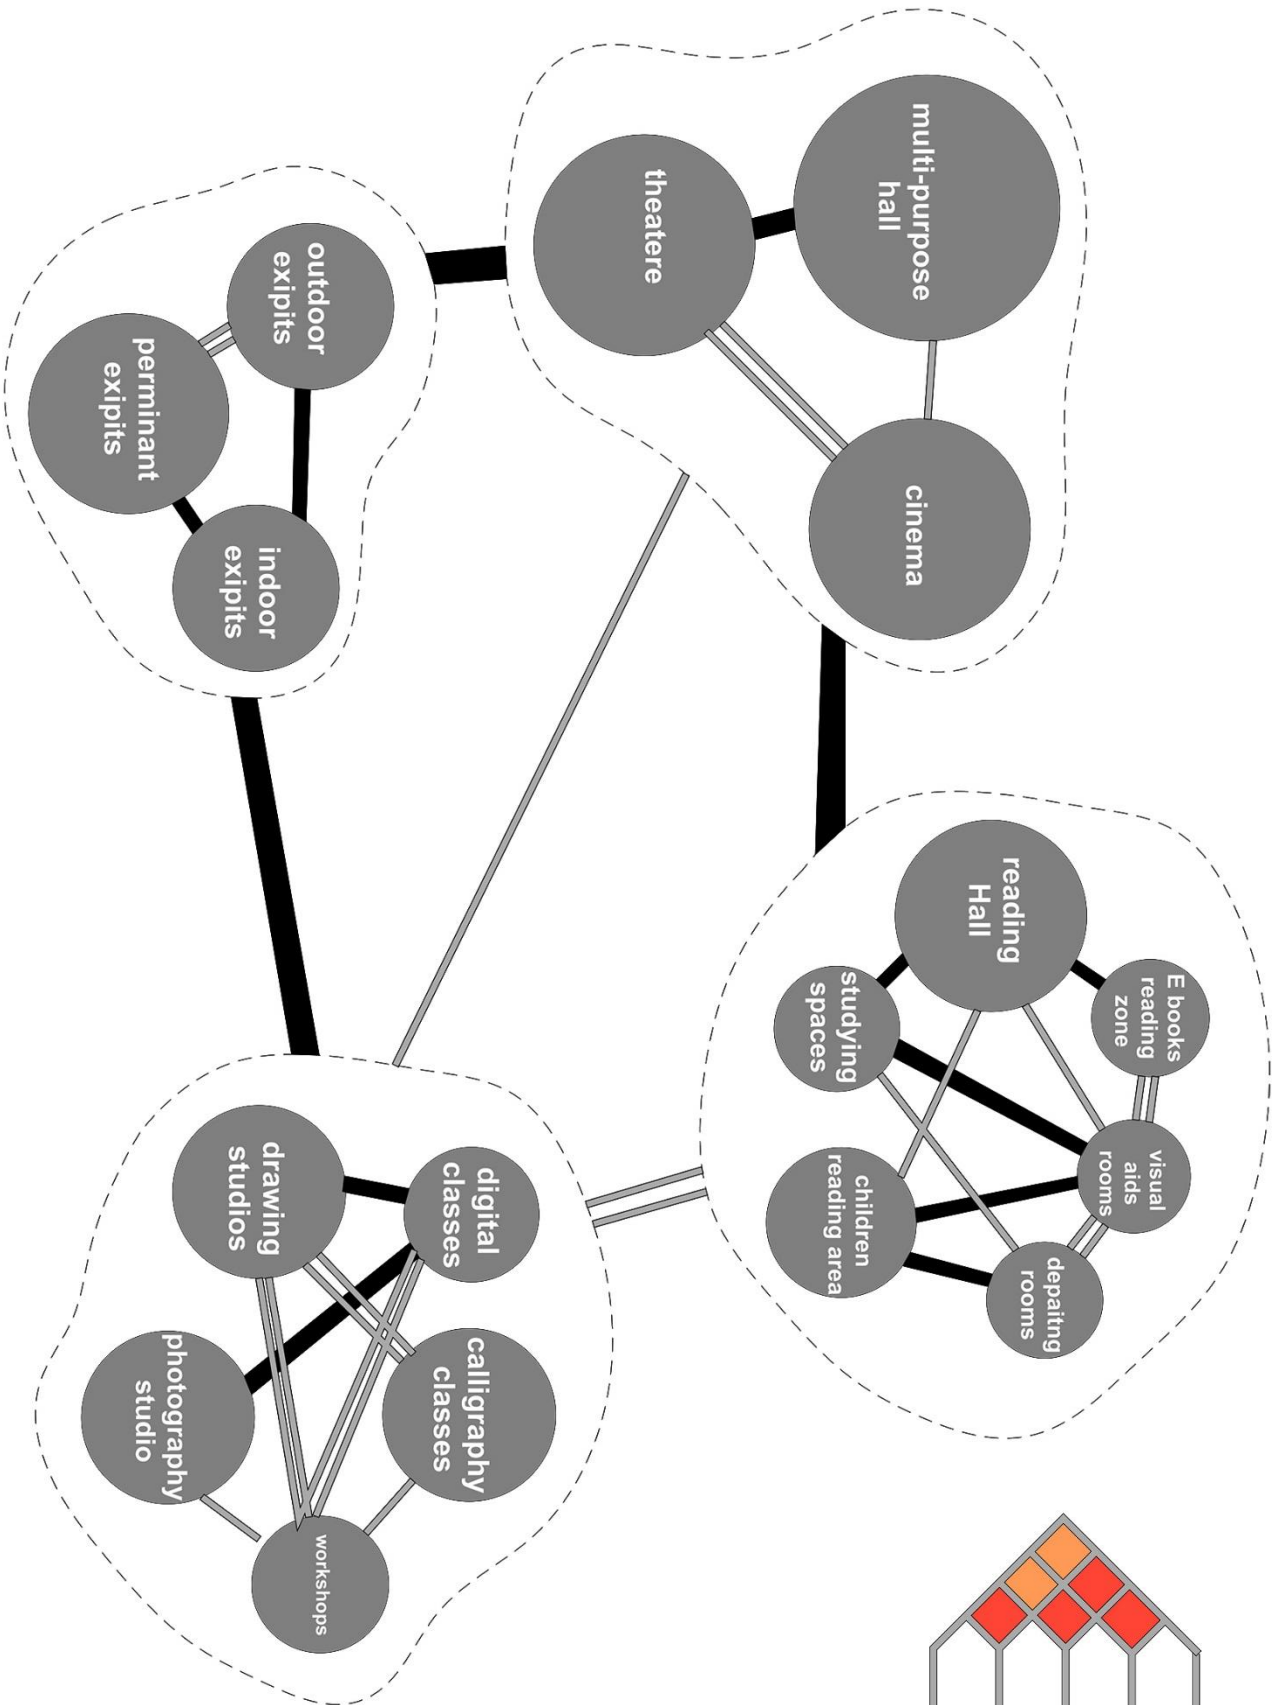 multi-purpose
hall
theatere
cinema
outdoor
exipits
perminant
exipits
indoor
exipits
reading
Hall
E books
reading
zone
studying
spaces
visual
aids
rooms
children
reading area
depaitng
rooms
digital
classes
drawing
studios
calligraphy
classes
photography
studio
workshops